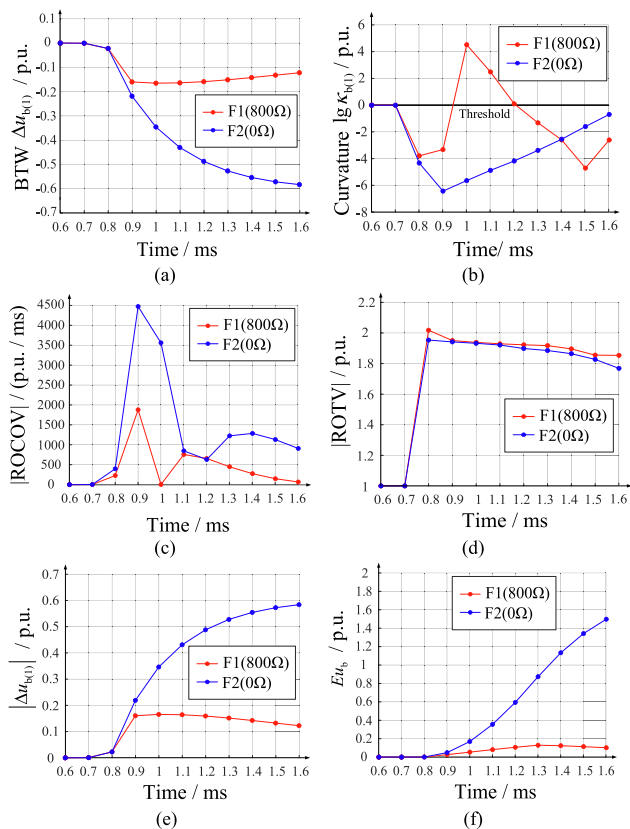 0.1
0
-0.1
-0.2
-0.3
-0.4
-0.5
-0.6
-0.7
BTW Δu_b(1) / p.u.
F1(800Ω)
F2(0Ω)
0.6 0.7 0.8 0.9 1.0 1.1 1.2 1.3 1.4 1.5 1.6
Time / ms
(a)
6
4
2
0
-2
-4
-6
-8
Curvature lgκ_b(1) / p.u.
F1(800Ω)
F2(0Ω)
Threshold
0.6 0.7 0.8 0.9 1.0 1.1 1.2 1.3 1.4 1.5 1.6
Time/ ms
(b)
4500
4000
3500
3000
2500
2000
1500
1000
500
0
|ROCOV| / (p.u. / ms)
F1(800Ω)
F2(0Ω)
0.6 0.7 0.8 0.9 1 1.1 1.2 1.3 1.4 1.5 1.6
Time / ms
(c)
2.2
2
1.8
1.6
1.4
1.2
1
|ROTV| / p.u.
F1(800Ω)
F2(0Ω)
0.6 0.7 0.8 0.9 1 1.1 1.2 1.3 1.4 1.5 1.6
Time / ms
(d)
0.7
0.6
0.5
0.4
0.3
0.2
0.1
0
|Δu_b(1)| / p.u.
F1(800Ω)
F2(0Ω)
0.6 0.7 0.8 0.9 1 1.1 1.2 1.3 1.4 1.5 1.6
Time / ms
(e)
2
1.8
1.6
1.4
1.2
1
0.8
0.6
0.4
0.2
0
Eu_b / p.u.
F1(800Ω)
F2(0Ω)
0.6 0.7 0.8 0.9 1 1.1 1.2 1.3 1.4 1.5 1.6
Time / ms
(f)